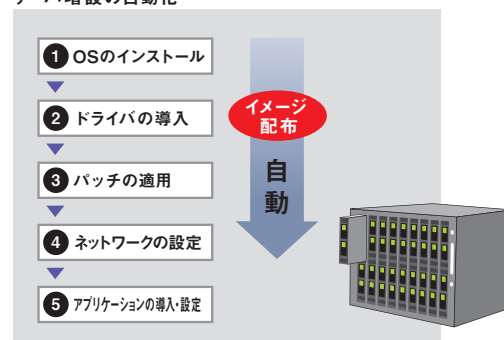 サーバ増設の自動化
1 OSのインストール
2 ドライバの導入
3 パッチの適用
4 ネットワークの設定
5 アプリケーションの導入・設定
イメージ
配布
自
動